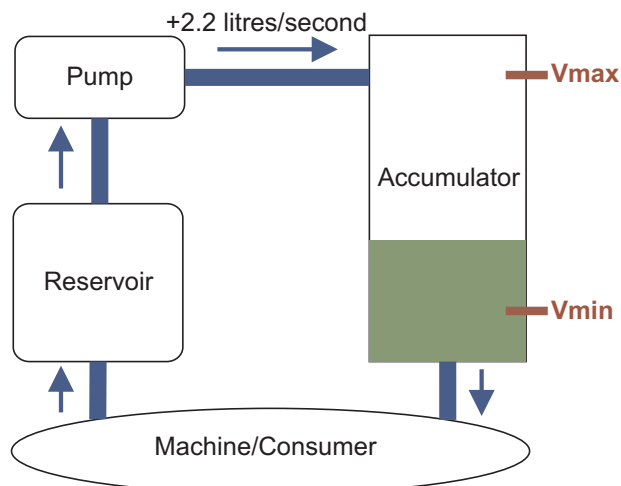 +2.2 litres/second
Pump
Vmax
Accumulator
Reservoir
Vmin
Machine/Consumer